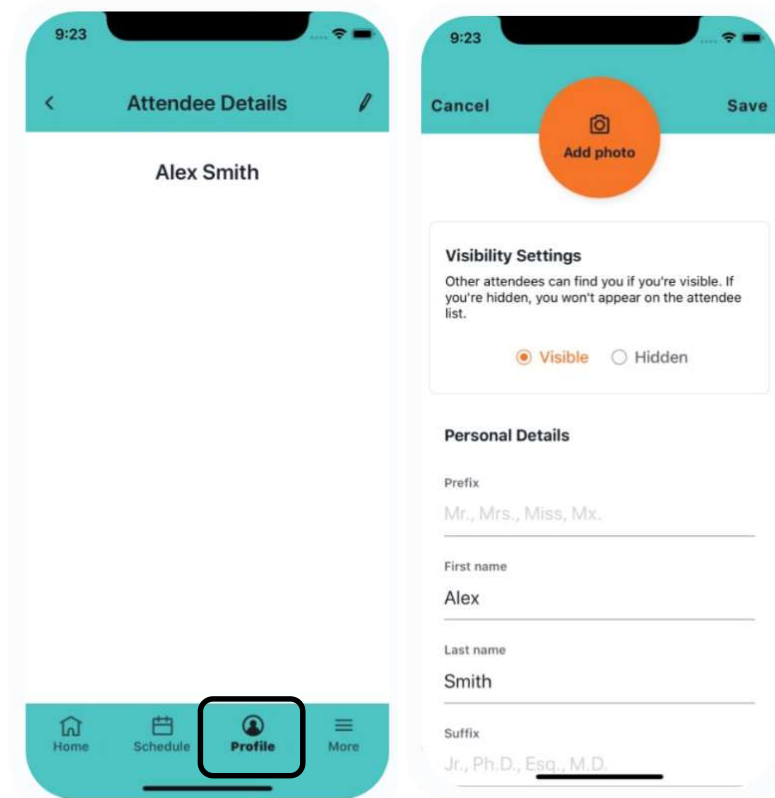 9:23
Attendee Details
Alex Smith
Home Schedule Profile More
9:23
Cancel Save
Add photo
Visibility Settings
Other attendees can find you if you're visible. If
you're hidden, you won't appear on the attendee
list.
Visible Hidden
Personal Details
Prefix
Mr., Mrs., Miss, Mx.
First name
Alex
Last name
Smith
Suffix
Jr., Ph.D., Esq., M.D.